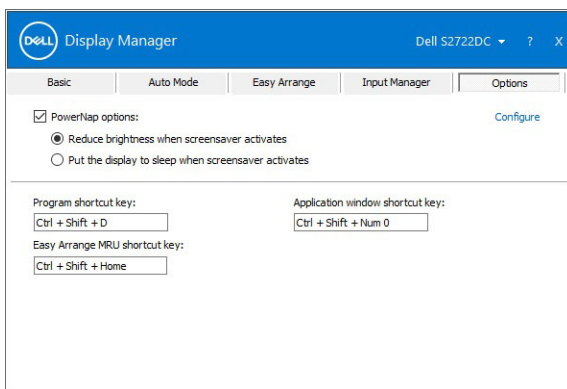 DELL Display Manager Dell S2722DC ? X
Basic Auto Mode Easy Arrange Input Manager Options
PowerNap options: Configure
Reduce brightness when screensaver activates
Put the display to sleep when screensaver activates
Program shortcut key: Application window shortcut key:
Ctrl + Shift + D Ctrl + Shift + Num 0
Easy Arrange MRU shortcut key:
Ctrl + Shift + Home